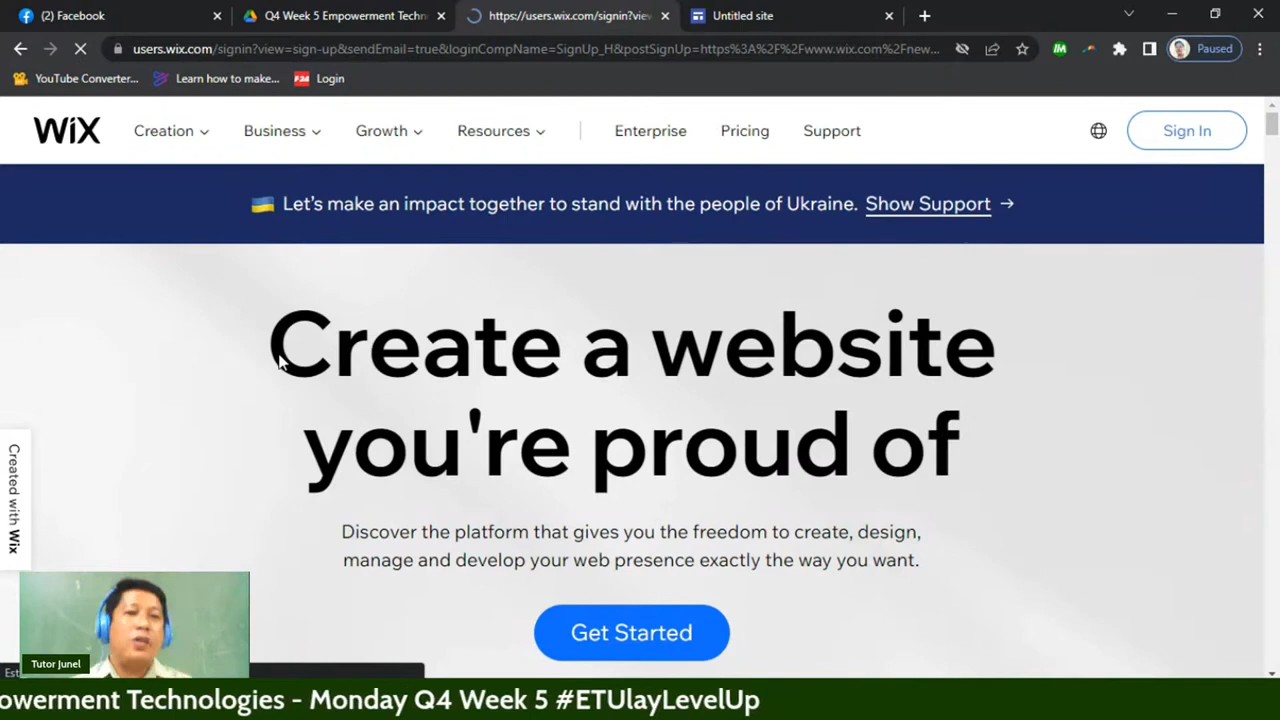 (2) Facebook
Q4 Week 5 Empowerment Techn
https://users.wix.com/signin?view
Untitled site
users.wix.com/signin?view=sign-up&sendEmail=true&loginCompName=SignUp_H&postSignUp=https%3A%2F%2Fwww.wix.com%2Fnew...
Paused
YouTube Converter...
Learn how to make...
Login
WiX
Creation
Business
Growth
Resources
Enterprise
Pricing
Support
Sign In
Let's make an impact together to stand with the people of Ukraine. Show Support →
Create a website
you're proud of
Discover the platform that gives you the freedom to create, design,
manage and develop your web presence exactly the way you want.
Get Started
Created with Wix
Tutor Junel
Est
powerment Technologies - Monday Q4 Week 5 #ETUlayLevelUp